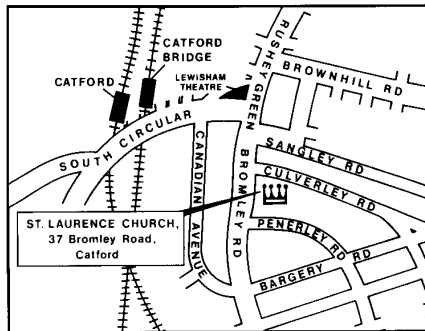 CATFORD
BRIDGE
CATFORD
LEWISHAM
THEATRE
RUSHEY GREEN
BROWNHILL RD
SOUTH CIRCULAR
CANADIAN AVENUE
BROMLEY RD
SANGLEY RD
CULVERLEY RD
PENERLEY RD
BARGERY RD
ST. LAURENCE CHURCH,
37 Bromley Road,
Catford